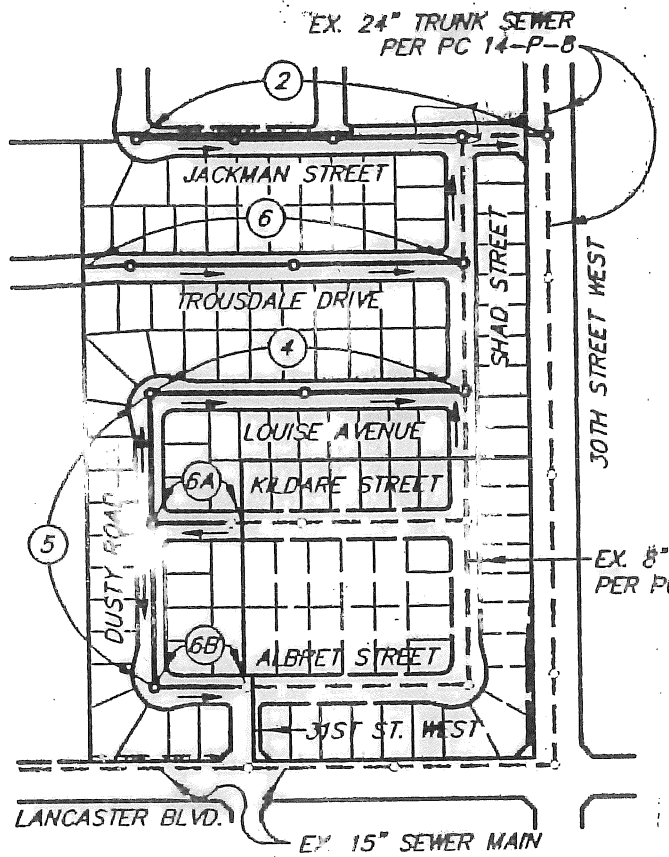 EX. 24" TRUNK SEWER
PER PC 14-P-8
2
JACKMAN STREET
6
TROUSDALE DRIVE
SHAD STREET
30TH STREET WEST
4
LOUISE AVENUE
6A
KILDARE STREET
5
DUSTY ROAD
EX. 8"
PER P
6B
ALBRET STREET
31ST ST. WEST
LANCASTER BLVD.
EX. 15" SEWER MAIN